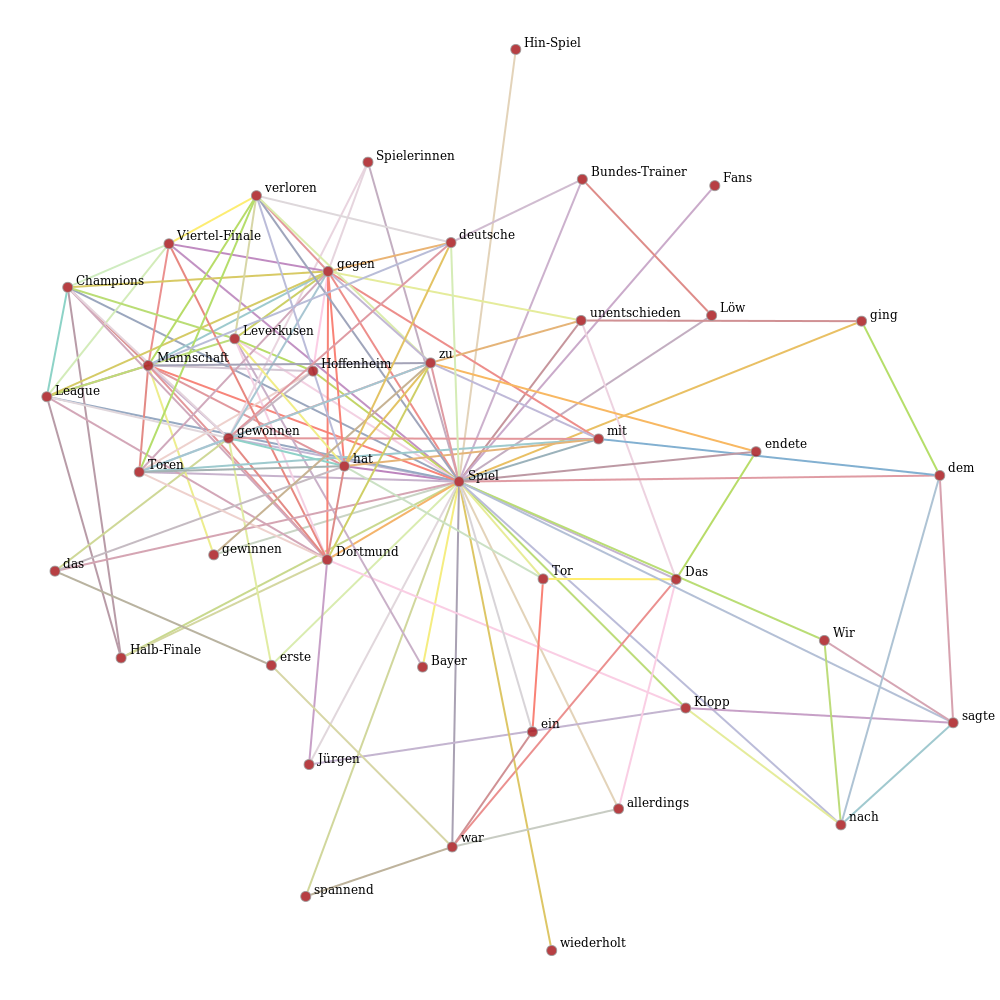 Hin-Spiel
Spielerinnen
Bundes-Trainer
Fans
verloren
Viertel-Finale
deutsche
gegen
Champions
unentschieden
Löw
ging
Leverkusen
Mannschaft
Hoffenheim
zu
League
gewonnen
mit
endete
Toren
hat
Spiel
dem
gewinnen
Dortmund
das
Tor
Das
Halb-Finale
erste
Bayer
Wir
Klopp
sagte
Jürgen
ein
allerdings
nach
war
spannend
wiederholt